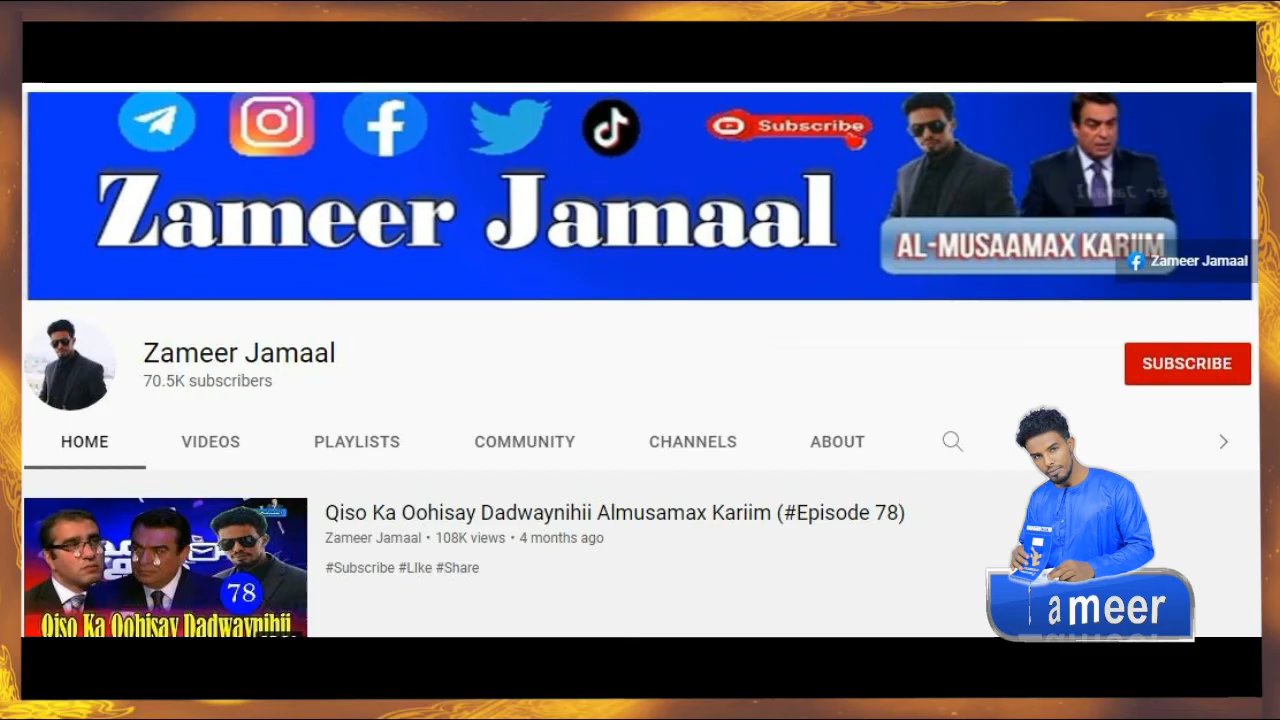 Subscribe
Zameer Jamaal
AL-MUSAAMAX KARIIM
Zameer Jamaal
Zameer Jamaal
70.5K subscribers
SUBSCRIBE
HOME VIDEOS PLAYLISTS COMMUNITY CHANNELS ABOUT
Qiso Ka Oohisay Dadwaynihii Almusamax Kariim (#Episode 78)
Zameer Jamaal • 108K views • 4 months ago
#Subscribe #LIke #Share
78
Qiso Ka Oohisay Dadwaynihii
ameer